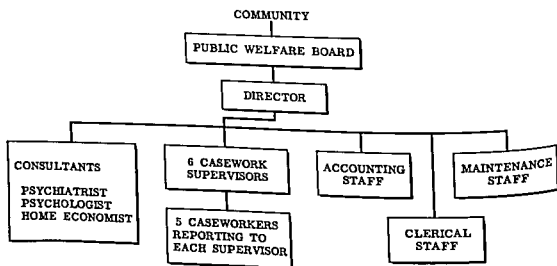 COMMUNITY
PUBLIC WELFARE BOARD
DIRECTOR
CONSULTANTS
PSYCHIATRIST
PSYCHOLOGIST
HOME ECONOMIST
6 CASEWORK
SUPERVISORS
5 CASEWORKERS
REPORTING TO
EACH SUPERVISOR
ACCOUNTING
STAFF
CLERICAL
STAFF
MAINTENANCE
STAFF